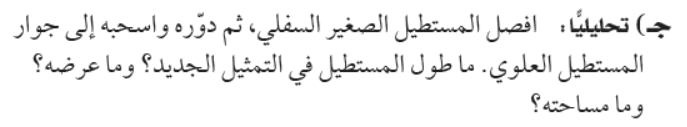 جـ) تحليليًّا: افصل المستطيل الصغير السفلي، ثم دوّره واسحبه إلى جوار
المستطيل العلوي. ما طول المستطيل في التمثيل الجديد؟ وما عرضه؟
وما مساحته؟